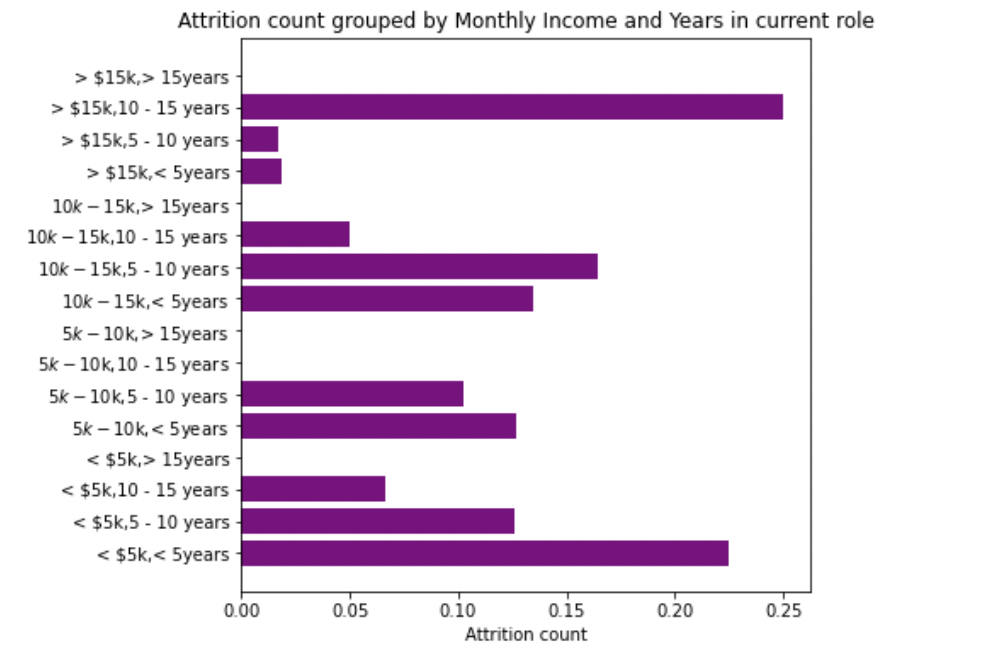 Attrition count grouped by Monthly Income and Years in current role
> $15k,> 15years
> $15k,10 - 15 years
> $15k,5 - 10 years
> $15k,< 5years
10k − 15k,> 15years
10k − 15k,10 - 15 years
10k − 15k,5 - 10 years
10k − 15k,< 5years
5k − 10k,> 15years
5k − 10k,10 - 15 years
5k − 10k,5 - 10 years
5k − 10k,< 5years
< $5k,> 15years
< $5k,10 - 15 years
< $5k,5 - 10 years
< $5k,< 5years
0.00 0.05 0.10 0.15 0.20 0.25
Attrition count